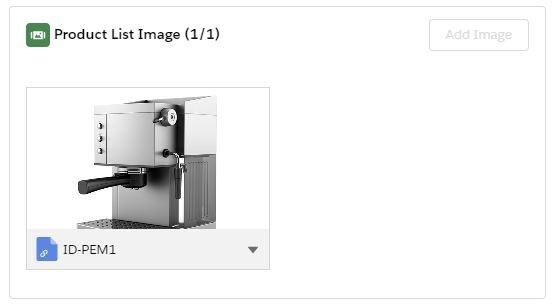 Product List Image (1/1)
Add Image
ID-PEM1